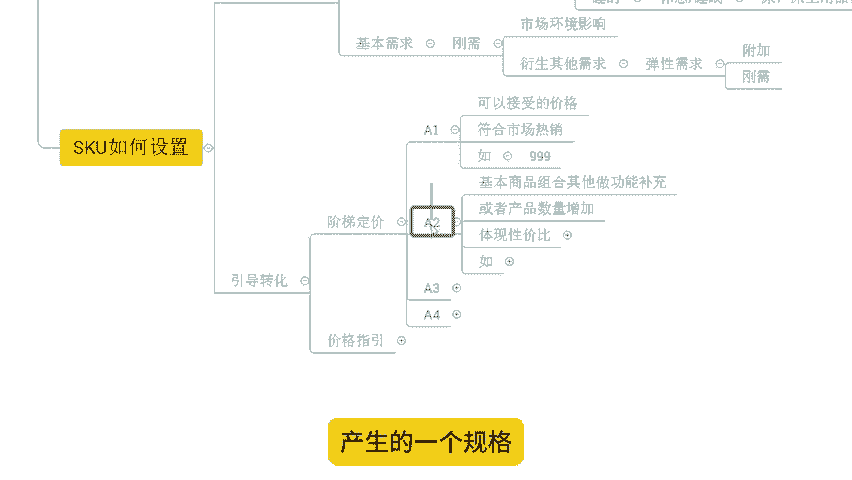 市场环境影响
基本需求
刚需
衍生其他需求
弹性需求
附加
刚需
SKU如何设置
引导转化
阶梯定价
A1
可以接受的价格
符合市场热销
如
999
A2
基本商品组合其他做功能补充
或者产品数量增加
体现性价比
如
A3
A4
价格指引
产生的一个规格